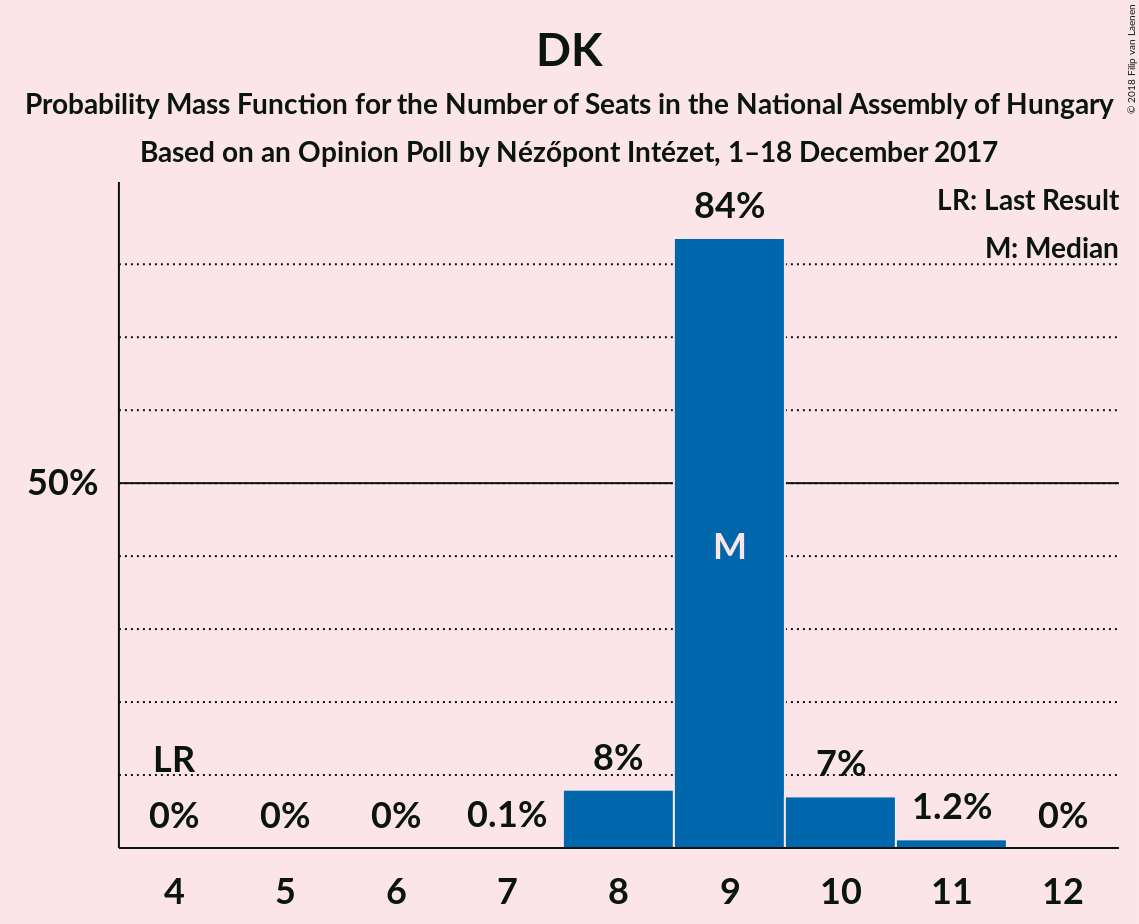 DK
Probability Mass Function for the Number of Seats in the National Assembly of Hungary
Based on an Opinion Poll by Nézőpont Intézet, 1–18 December 2017
© 2018 Filip van Laenen
LR: Last Result
M: Median
84%
50%
M
LR
0%
0%
0%
0.1%
8%
7%
1.2%
0%
4 5 6 7 8 9 10 11 12